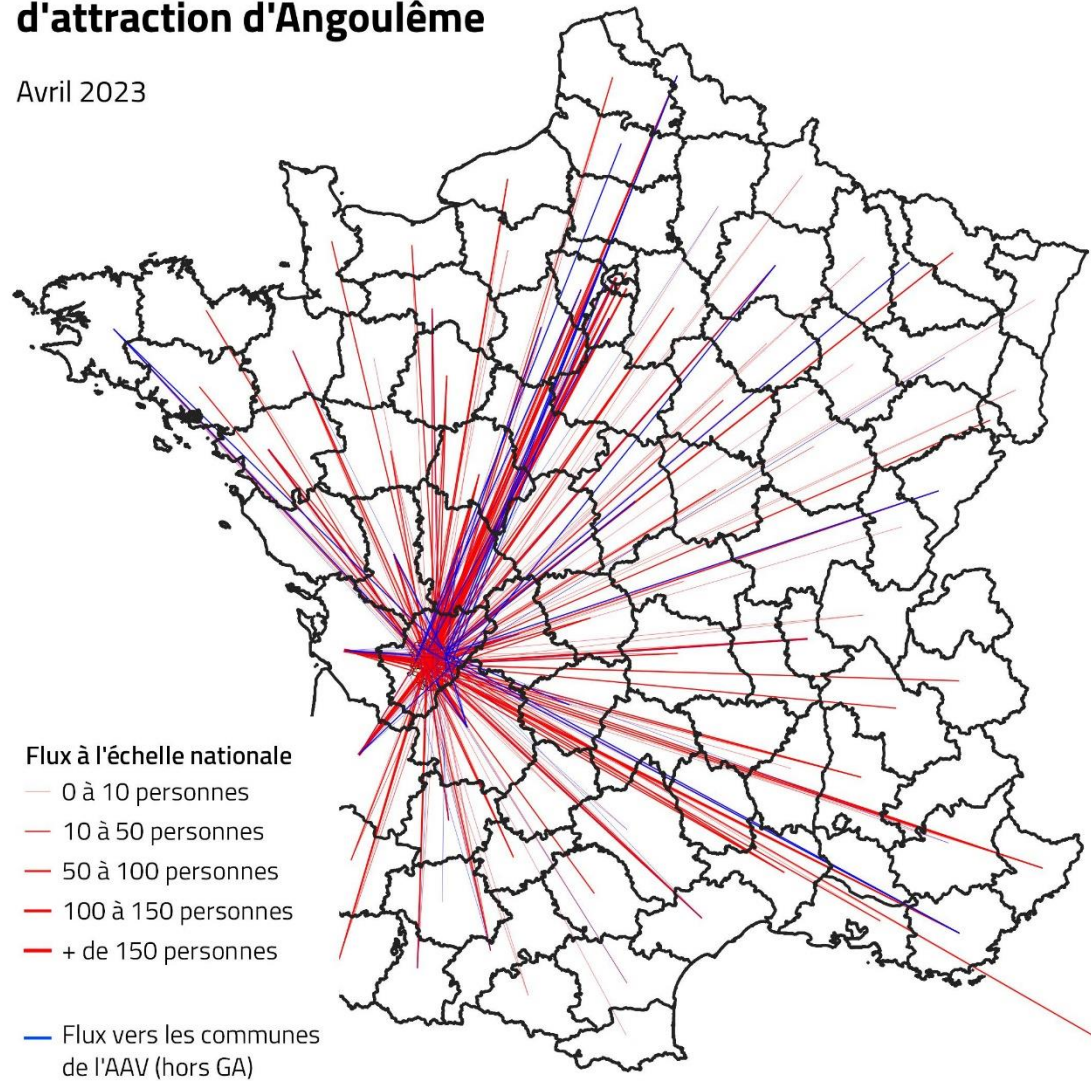 d'attraction d'Angoulême
Avril 2023
Flux à l'échelle nationale
0 à 10 personnes
10 à 50 personnes
50 à 100 personnes
100 à 150 personnes
+ de 150 personnes
Flux vers les communes
de l'AAV (hors GA)